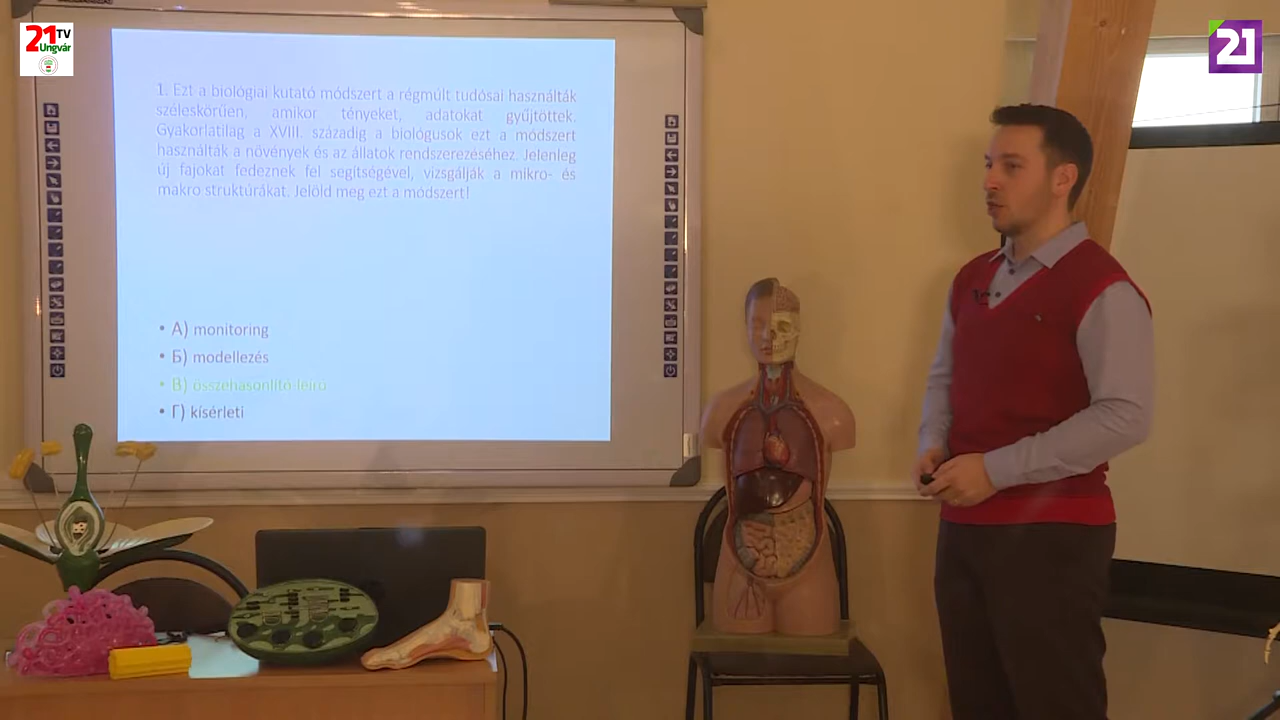 21 TV
Ungvár
21
1. Ezt a biológiai kutató módszert a régmúlt tudósai használták
széleskörűen, amikor tényeket, adatokat gyűjtöttek.
Gyakorlatilag a XVIII. századig a biológusok ezt a módszert
használták a növények és az állatok rendszerezéséhez. Jelenleg
új fajokat fedeznek fel segítségével, vizsgálják a mikro- és
makro struktúrákat. Jelöld meg ezt a módszert!
• А) monitoring
• Б) modellezés
• В) összehasonlító leíró
• Г) kísérleti